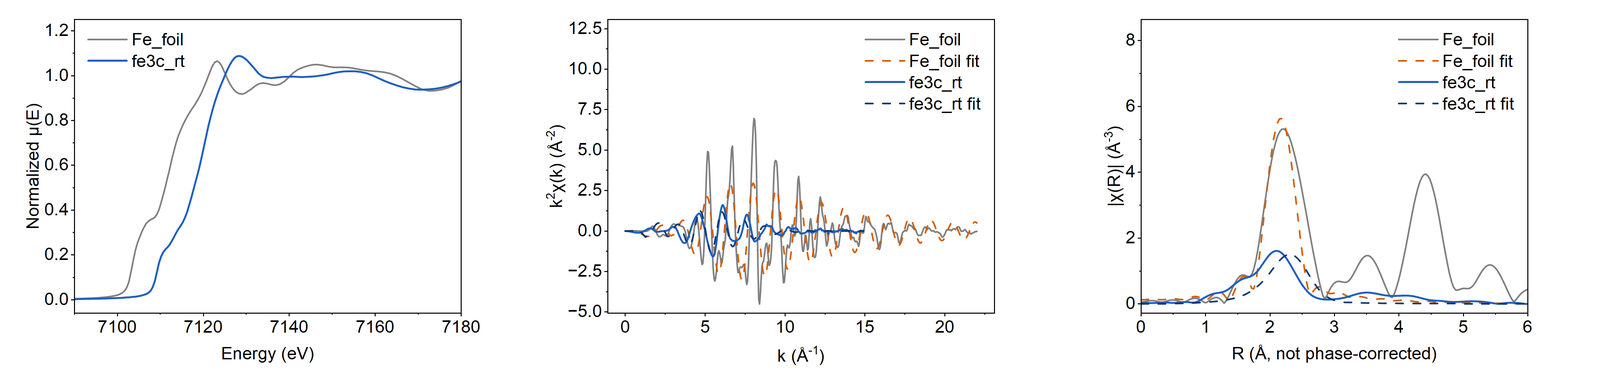 Normalized μ(E)
1.2
1.0
0.8
0.6
0.4
0.2
0.0
Fe_foil
fe3c_rt
7100
7120
7140
7160
7180
Energy (eV)
k²χ(k) (Å⁻²)
12.5
10.0
7.5
5.0
2.5
0.0
−2.5
−5.0
Fe_foil
Fe_foil fit
fe3c_rt
fe3c_rt fit
0
5
10
15
20
k (Å⁻¹)
|χ(R)| (Å⁻³)
8
6
4
2
0
Fe_foil
Fe_foil fit
fe3c_rt
fe3c_rt fit
0
1
2
3
4
5
6
R (Å, not phase-corrected)